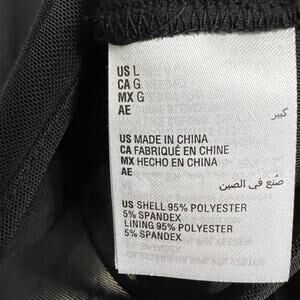 US L
CA G
MX G
AE كبير
US MADE IN CHINA
CA FABRIQUÉ EN CHINE
MX HECHO EN CHINA
AE صُنع في الصين
US SHELL 95% POLYESTER
5% SPANDEX
LINING 95% POLYESTER
5% SPANDEX